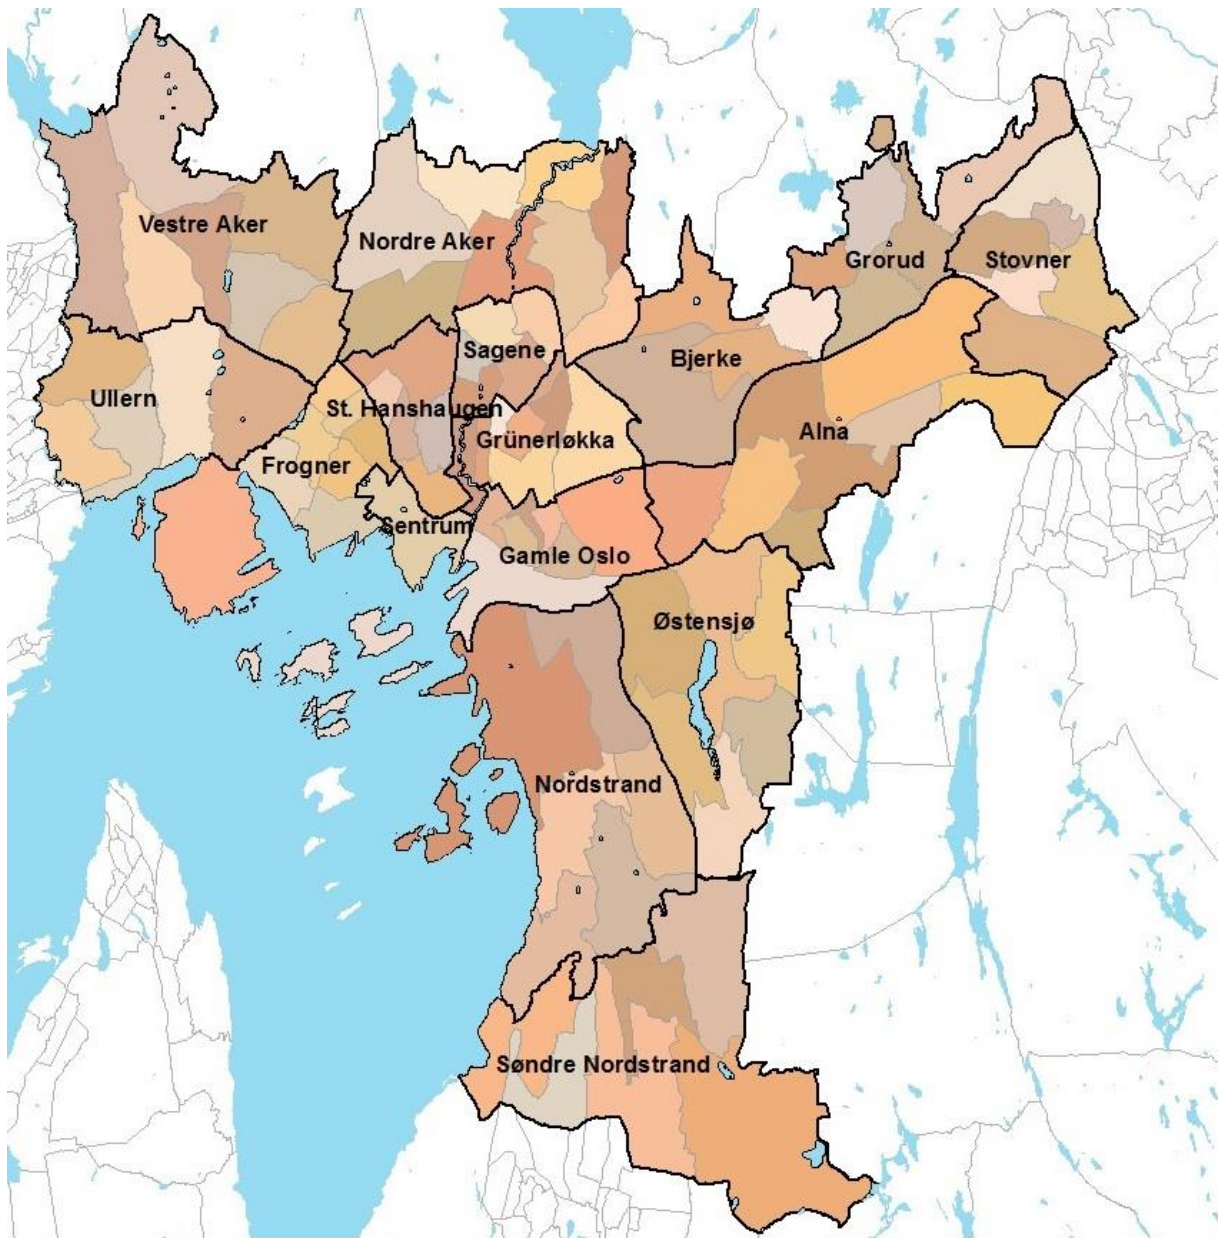 Vestre Aker
Nordre Aker
Grorud
Stovner
Sagene
Bjerke
Ullern
St. Hanshaugen
Alna
Grünerløkka
Frogner
Sentrum
Gamle Oslo
Østensjø
Nordstrand
Søndre Nordstrand